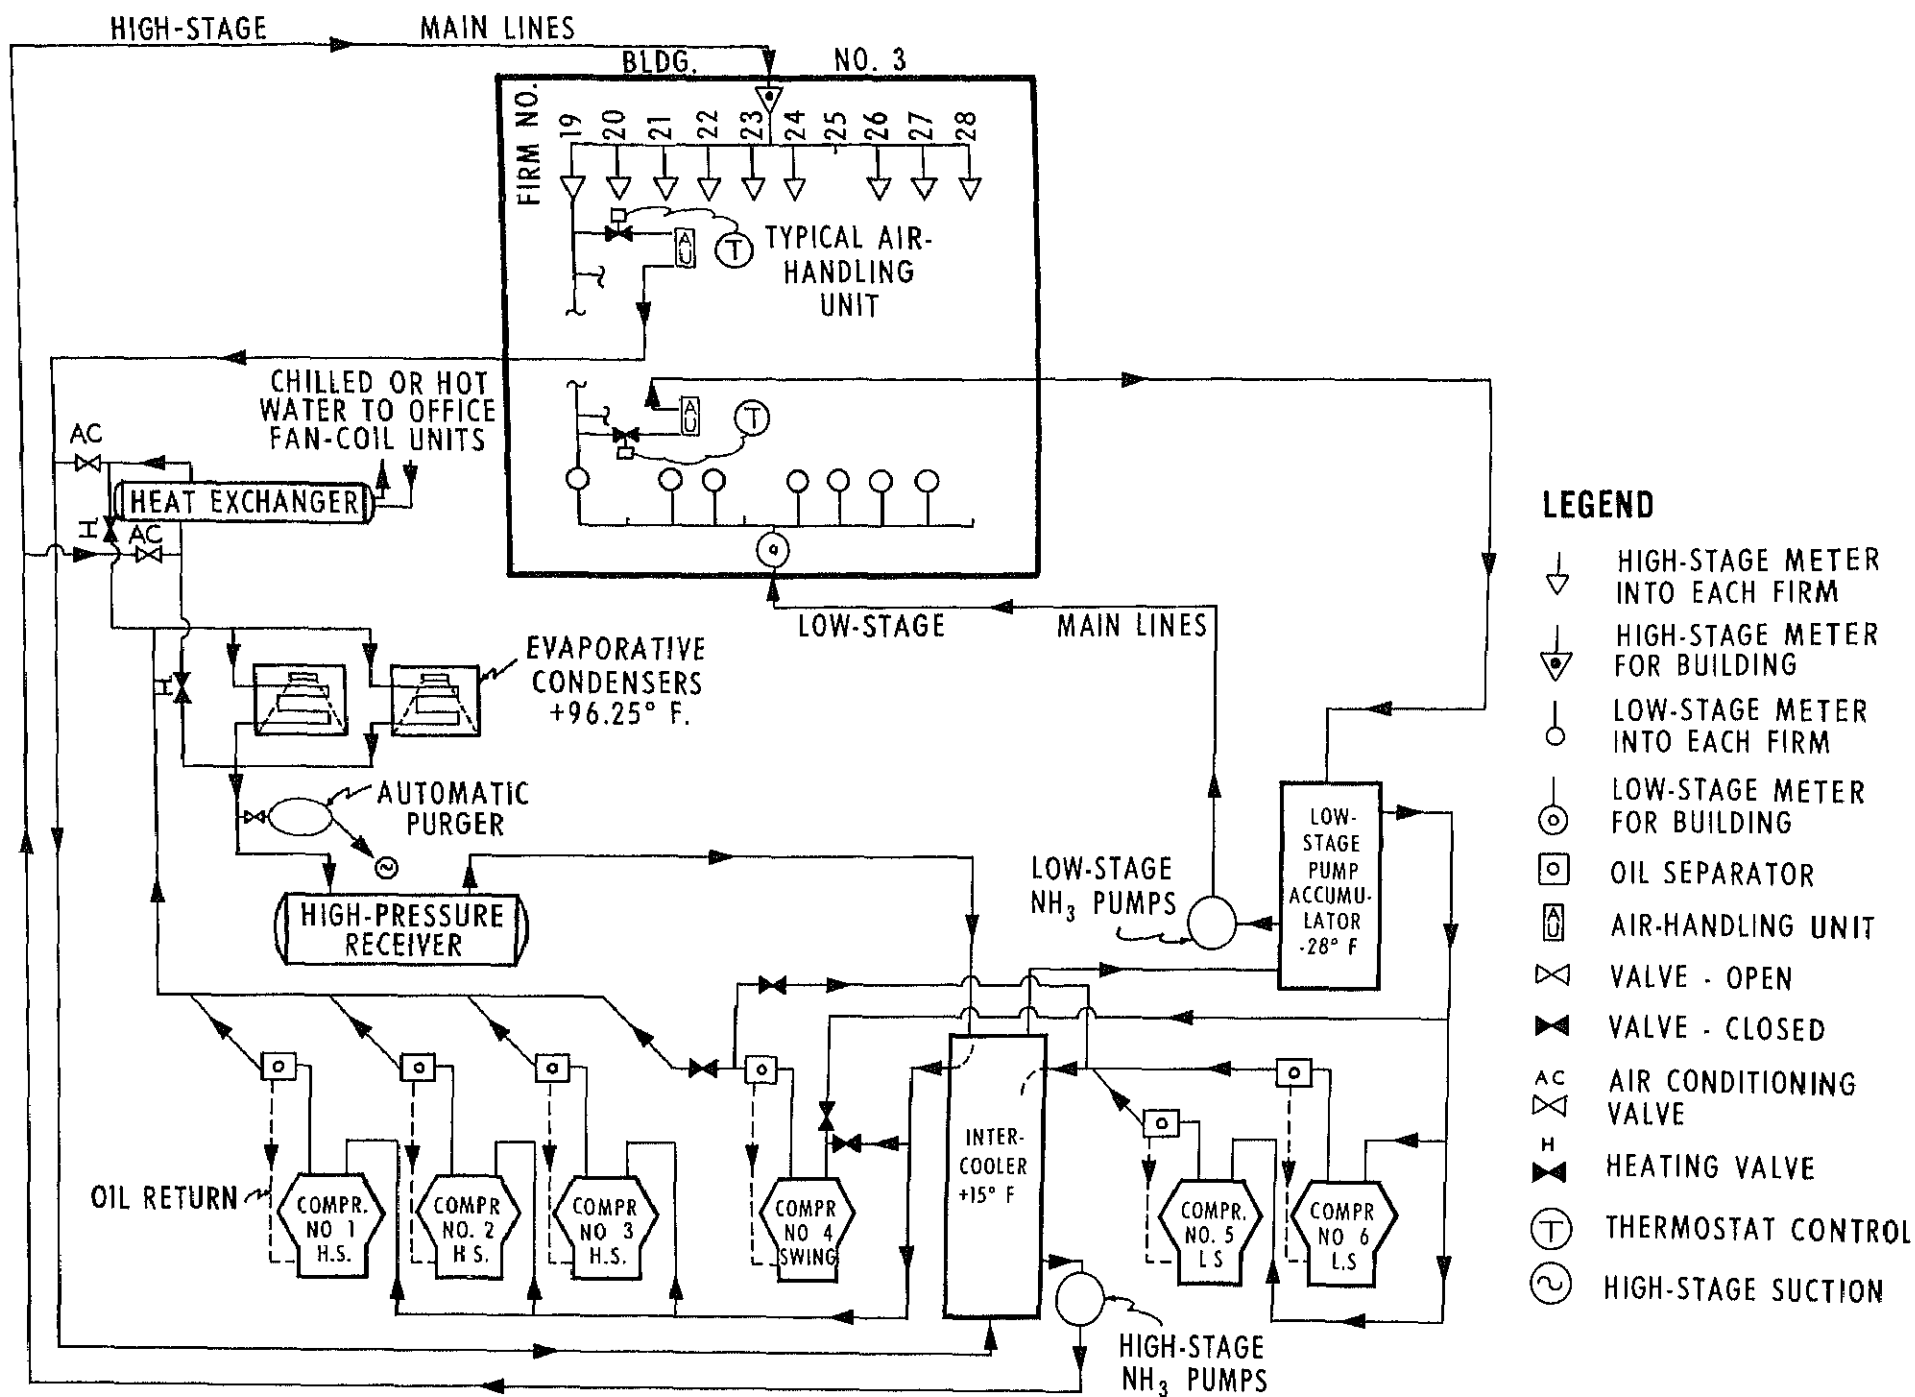 HIGH-STAGE MAIN LINES
BLDG. NO. 3
FIRM NO.
19 20 21 22 23 24 25 26 27 28
A
U
T
TYPICAL AIR-
HANDLING
UNIT
CHILLED OR HOT
WATER TO OFFICE
FAN-COIL UNITS
A
U
T
AC
HEAT EXCHANGER
H
AC
LOW-STAGE MAIN LINES
H
EVAPORATIVE
CONDENSERS
+96.25° F.
AUTOMATIC
PURGER
HIGH-PRESSURE
RECEIVER
LOW-STAGE
NH₃ PUMPS
LOW-
STAGE
PUMP
ACCUMU-
LATOR
-28° F
INTER-
COOLER
+15° F
OIL RETURN
COMPR.
NO 1
H.S.
COMPR
NO. 2
H S.
COMPR
NO 3
H.S.
COMPR
NO 4
SWING
COMPR.
NO. 5
L S
COMPR
NO 6
L.S
HIGH-STAGE
NH₃ PUMPS
LEGEND
HIGH-STAGE METER
INTO EACH FIRM
HIGH-STAGE METER
FOR BUILDING
LOW-STAGE METER
INTO EACH FIRM
LOW-STAGE METER
FOR BUILDING
OIL SEPARATOR
A
U
AIR-HANDLING UNIT
VALVE - OPEN
VALVE - CLOSED
AC
AIR CONDITIONING
VALVE
H
HEATING VALVE
T
THERMOSTAT CONTROL
HIGH-STAGE SUCTION